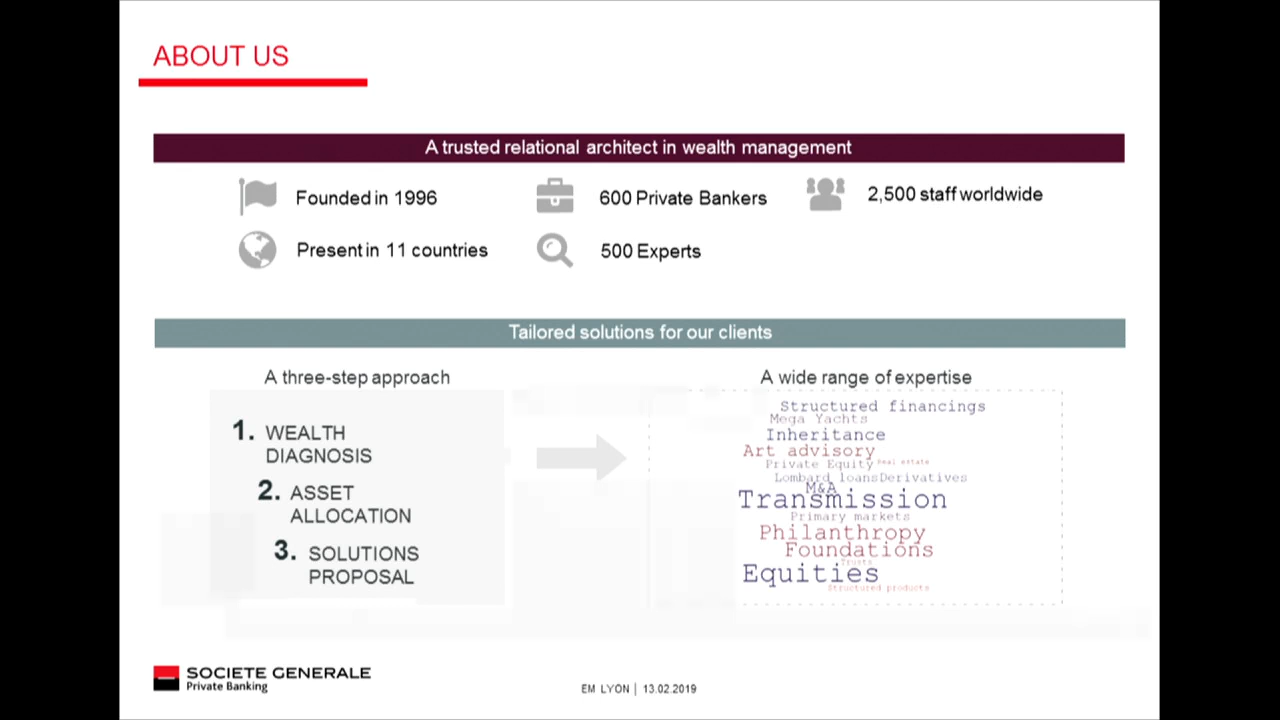 ABOUT US
A trusted relational architect in wealth management
Founded in 1996
600 Private Bankers
2,500 staff worldwide
Present in 11 countries
500 Experts
Tailored solutions for our clients
A three-step approach
1. WEALTH
DIAGNOSIS
2. ASSET
ALLOCATION
3. SOLUTIONS
PROPOSAL
A wide range of expertise
Structured financings
Mega Yachts
Inheritance
Art advisory
Private Equity Real estate
Lombard loans Derivatives
M&A
Transmission
Primary markets
Philanthropy
Foundations
Trusts
Equities
Structured products
SOCIETE GENERALE
Private Banking
EM LYON | 13.02.2019